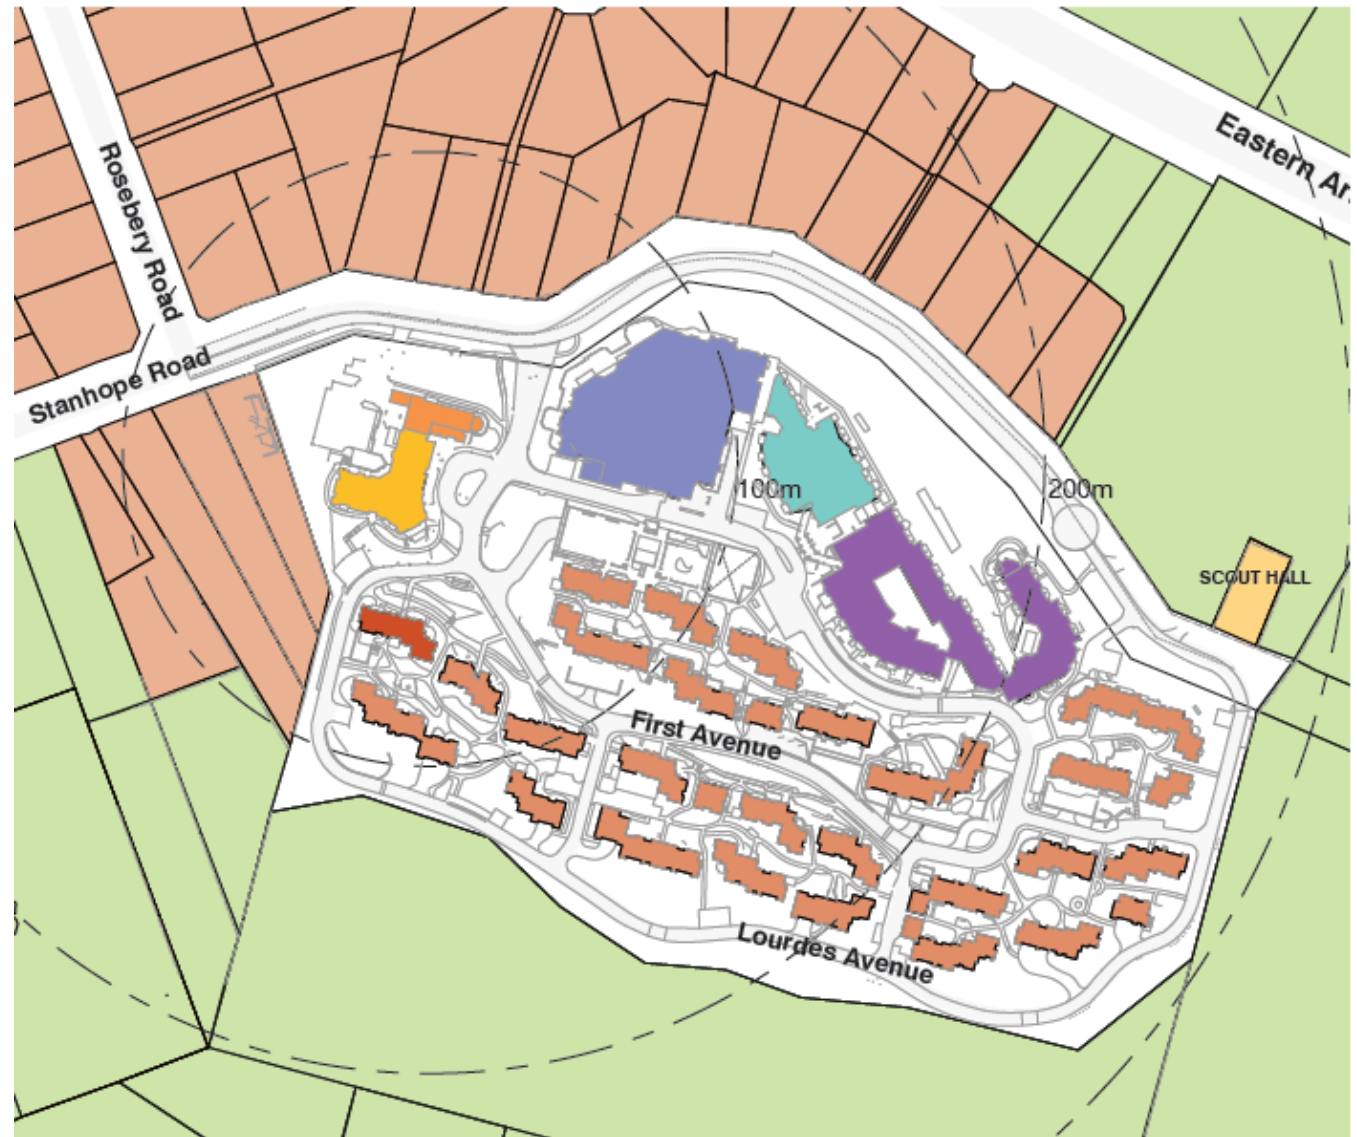 Eastern Ar
Rosebery Road
Stanhope Road
100m
200m
SCOUT HALL
First Avenue
Lourdes Avenue